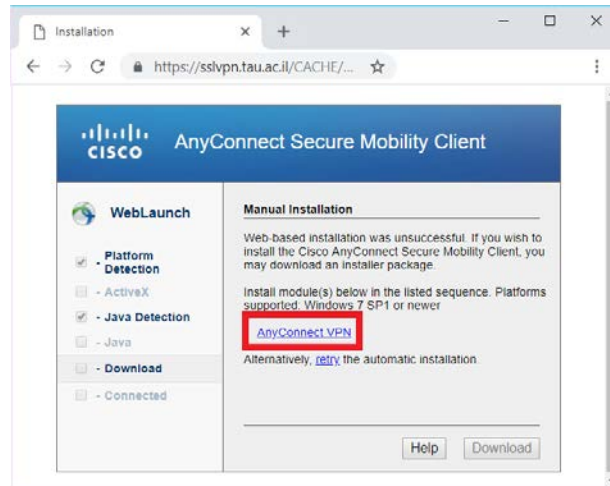 Installation
https://sslvpn.tau.ac.il/CACHE/...
CISCO
AnyConnect Secure Mobility Client
WebLaunch
- Platform
Detection
- ActiveX
- Java Detection
- Java
- Download
- Connected
Manual Installation
Web-based installation was unsuccessful. If you wish to
install the Cisco AnyConnect Secure Mobility Client, you
may download an installer package.
Install module(s) below in the listed sequence. Platforms
supported: Windows 7 SP1 or newer
AnyConnect VPN
Alternatively, retry the automatic installation.
Help
Download